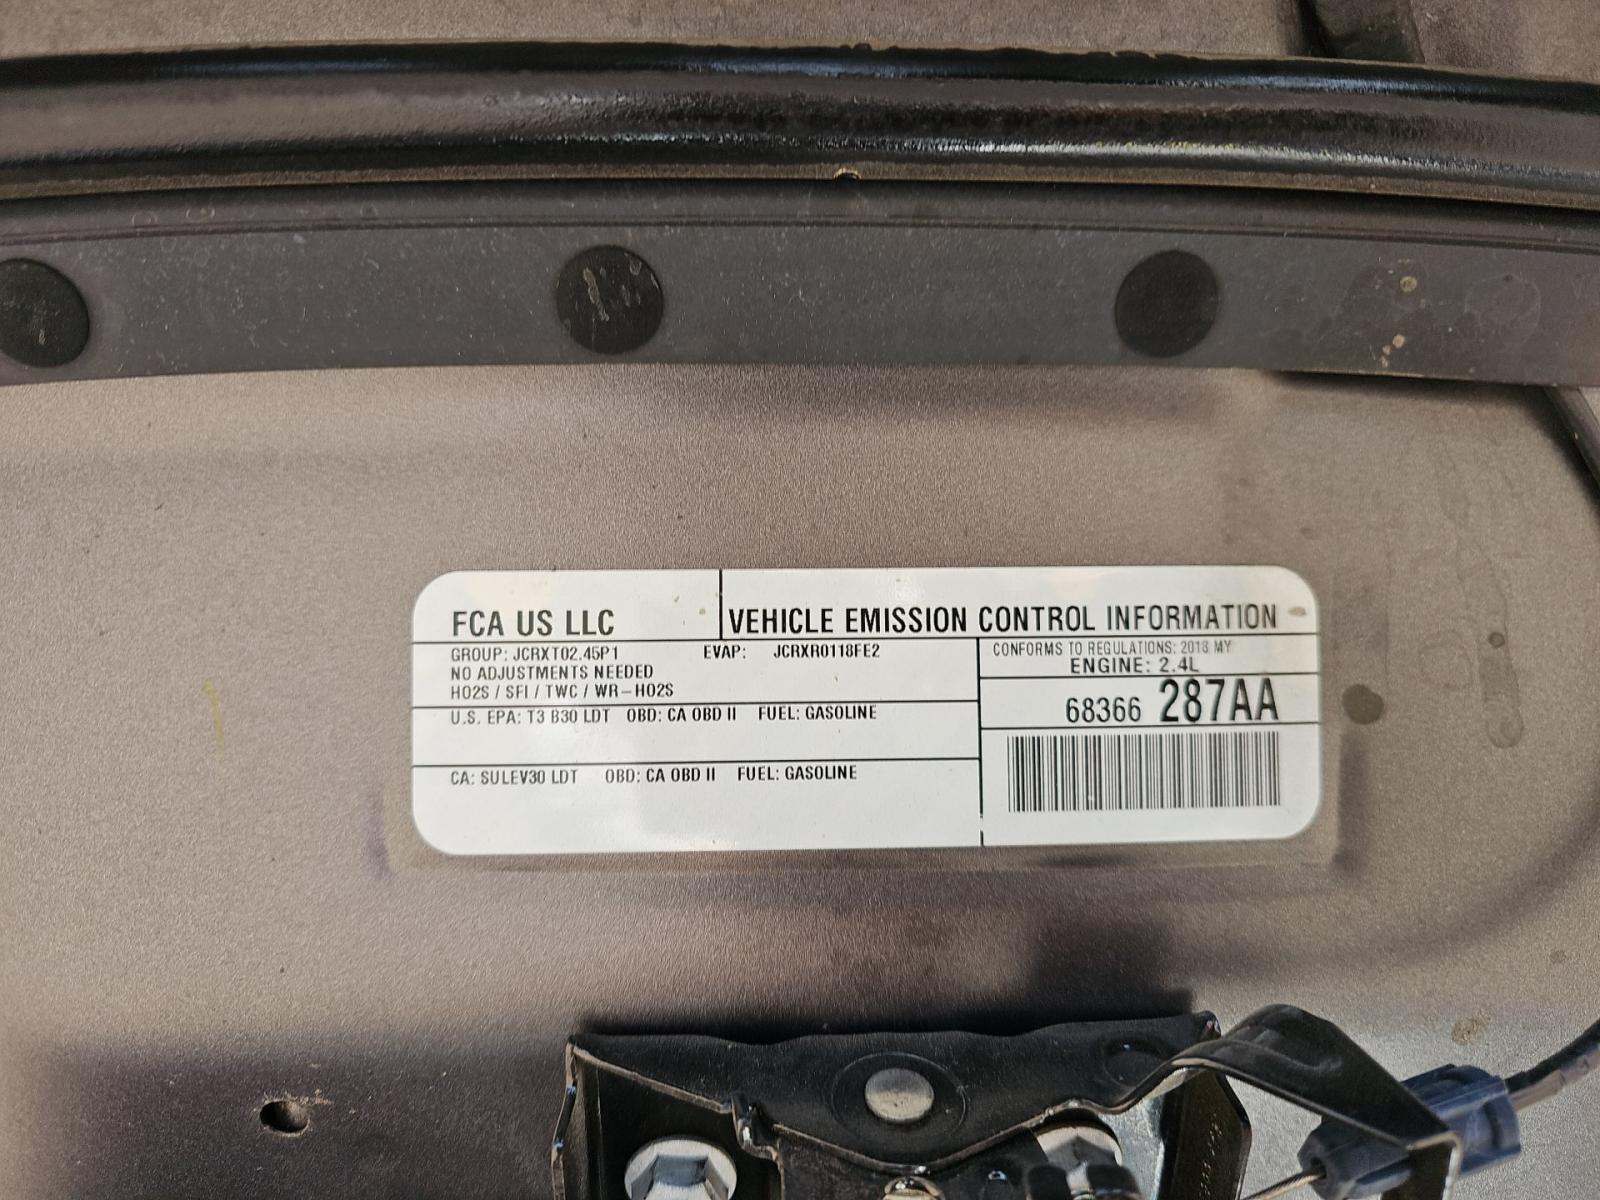 FCA US LLC
VEHICLE EMISSION CONTROL INFORMATION
GROUP: JCRXT02.45P1 EVAP: JCRXR0118FE2
NO ADJUSTMENTS NEEDED
HO2S / SFI / TWC / WR-HO2S
U.S. EPA: T3 B30 LDT OBD: CA OBD II FUEL: GASOLINE
CA: SULEV30 LDT OBD: CA OBD II FUEL: GASOLINE
CONFORMS TO REGULATIONS: 2018 MY
ENGINE: 2.4L
68366 287AA